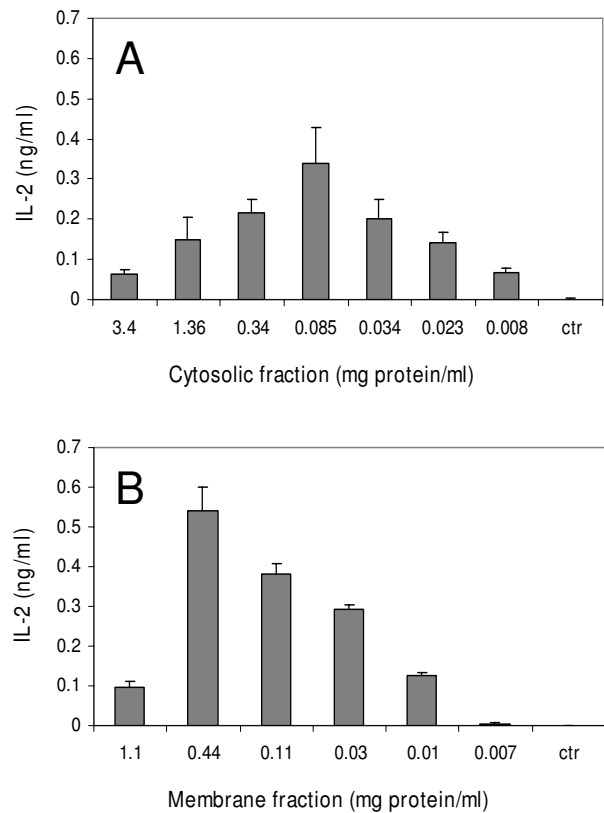 0.7
A
0.6
0.5
0.4
0.3
0.2
0.1
0
IL-2 (ng/ml)
3.4 1.36 0.34 0.085 0.034 0.023 0.008 ctr
Cytosolic fraction (mg protein/ml)
0.7
B
0.6
0.5
0.4
0.3
0.2
0.1
0
IL-2 (ng/ml)
1.1 0.44 0.11 0.03 0.01 0.007 ctr
Membrane fraction (mg protein/ml)